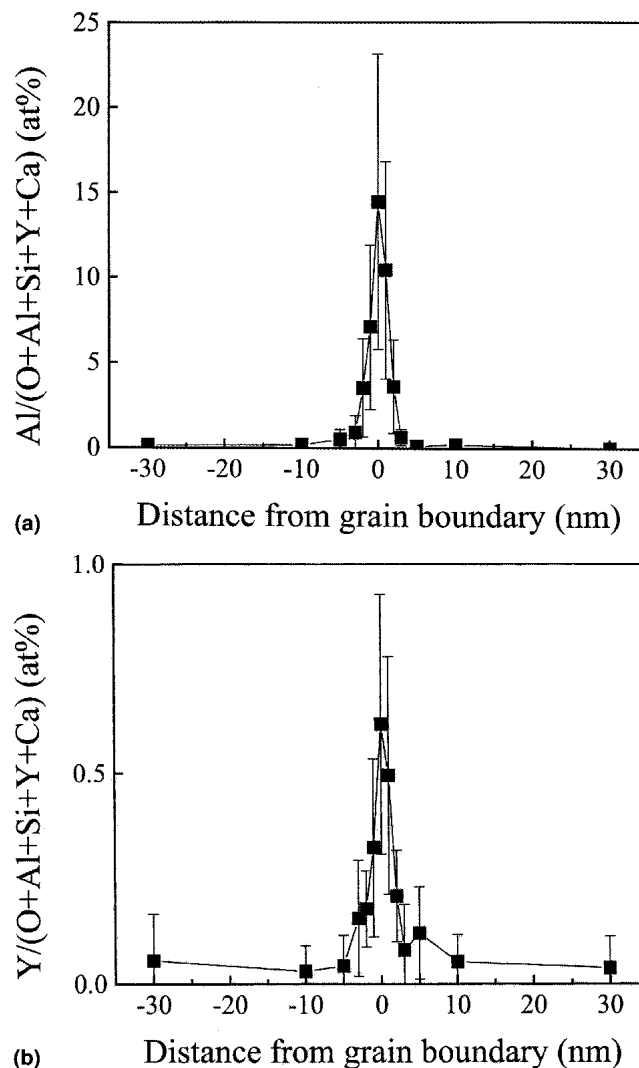 25
20
15
10
5
0
Al/(O+Al+Si+Y+Ca) (at%)
-30 -20 -10 0 10 20 30
(a) Distance from grain boundary (nm)
1.0
0.5
0.0
Y/(O+Al+Si+Y+Ca) (at%)
-30 -20 -10 0 10 20 30
(b) Distance from grain boundary (nm)